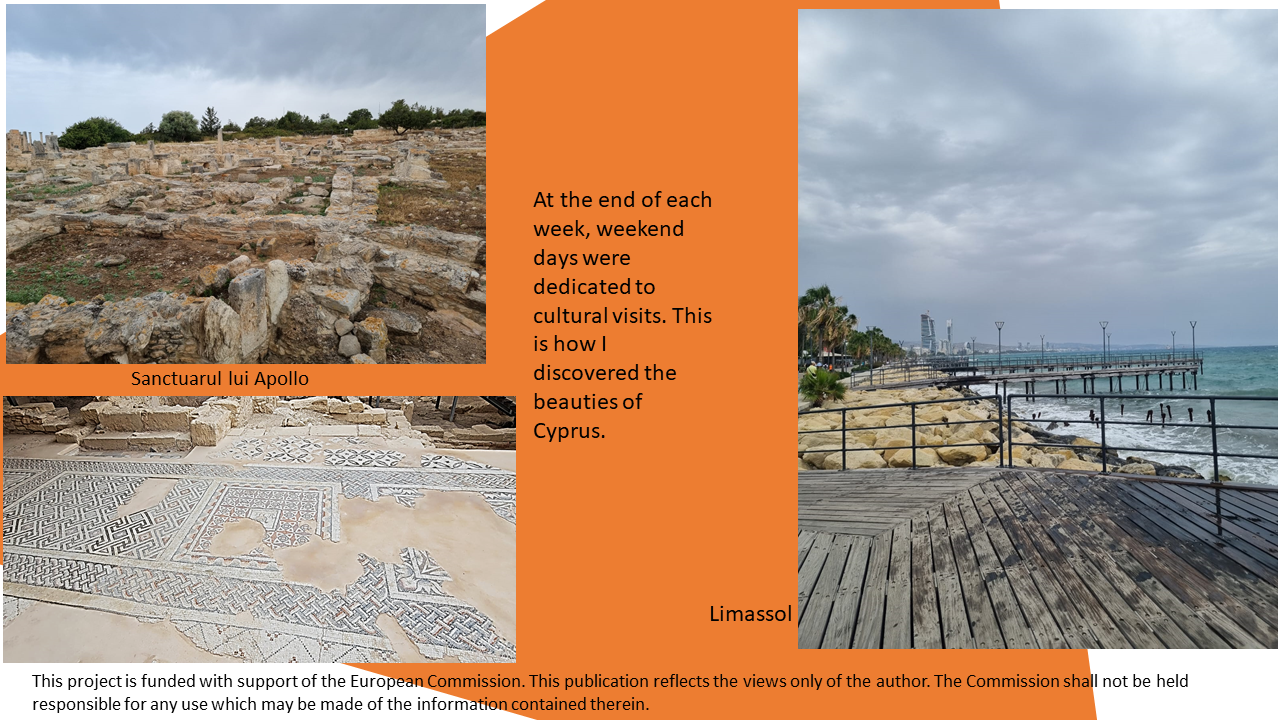 Sanctuarul lui Apollo
At the end of each
week, weekend
days were
dedicated to
cultural visits. This
is how I
discovered the
beauties of
Cyprus.
Limassol
This project is funded with support of the European Commission. This publication reflects the views only of the author. The Commission shall not be held
responsible for any use which may be made of the information contained therein.